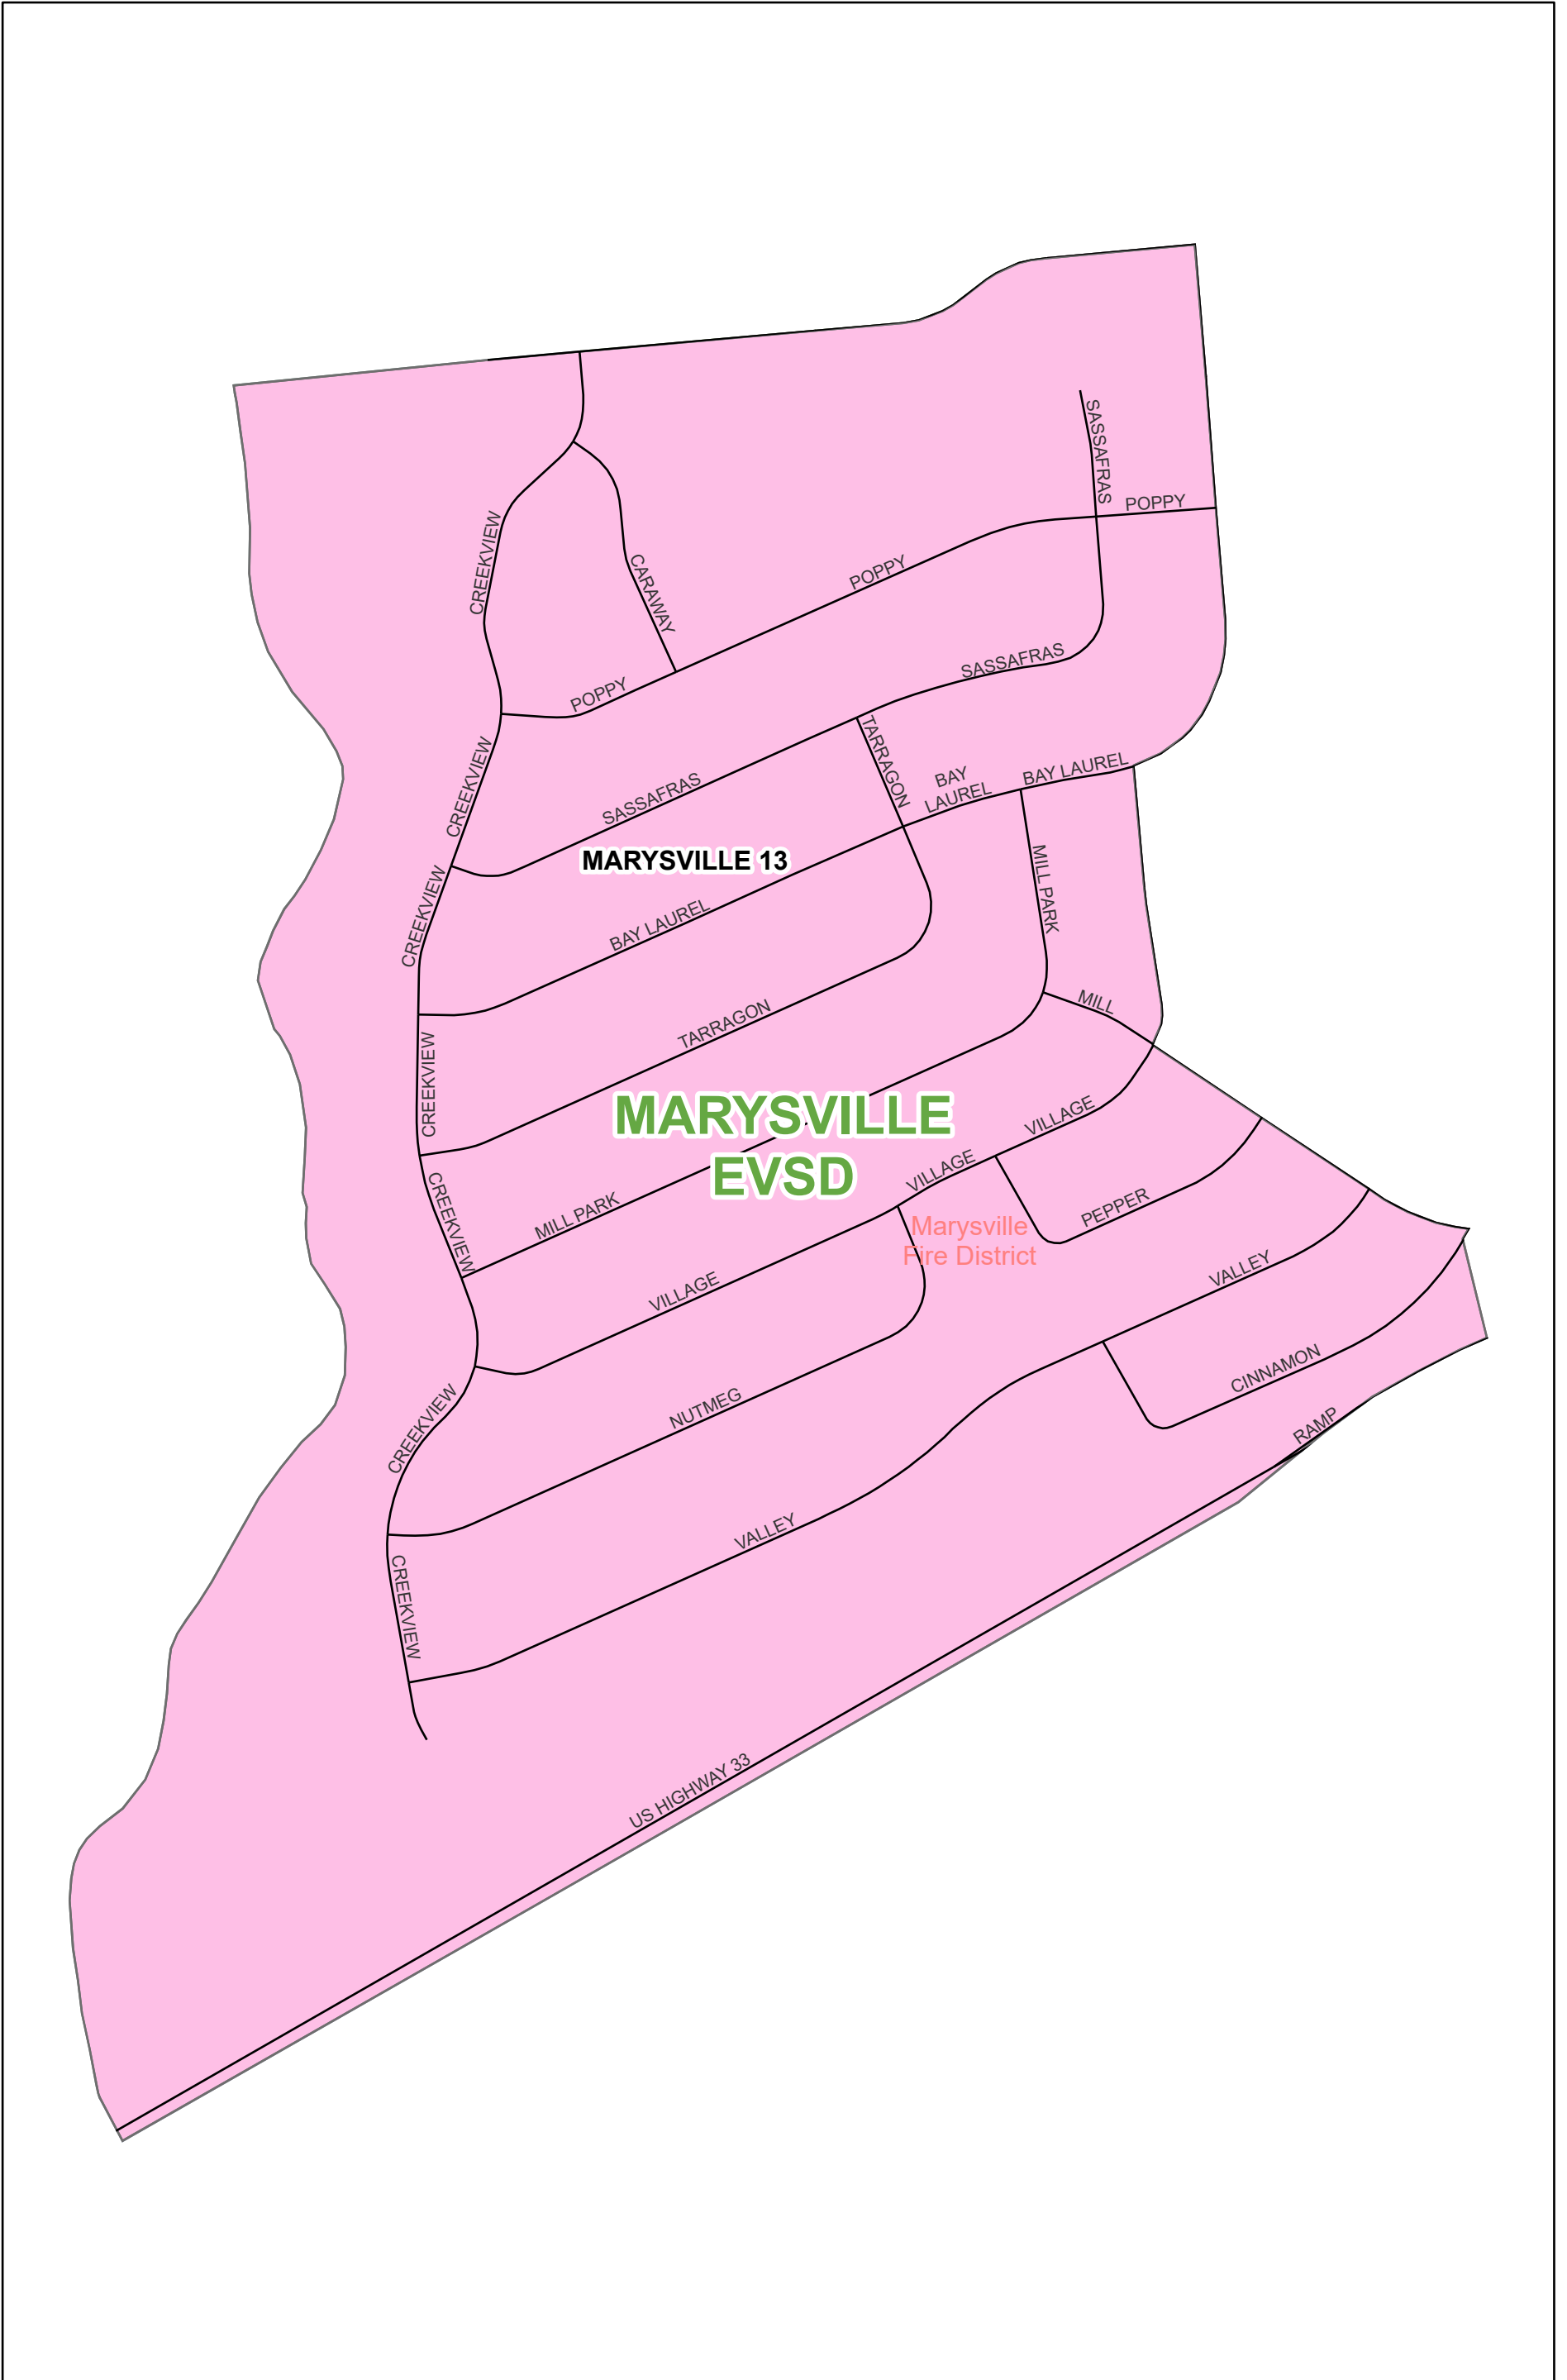 SASSAFRAS
POPPY
CREEKVIEW
CARAWAY
POPPY
POPPY
SASSAFRAS
TARRAGON
CREEKVIEW
BAY
LAUREL
BAY LAUREL
SASSAFRAS
MARYSVILLE 13
MILL PARK
CREEKVIEW
BAY LAUREL
MILL
TARRAGON
CREEKVIEW
MARYSVILLE
EVSD
VILLAGE
VILLAGE
CREEKVIEW
MILL PARK
PEPPER
Marysville
Fire District
VALLEY
VILLAGE
CINNAMON
CREEKVIEW
NUTMEG
RAMP
VALLEY
CREEKVIEW
US HIGHWAY 33